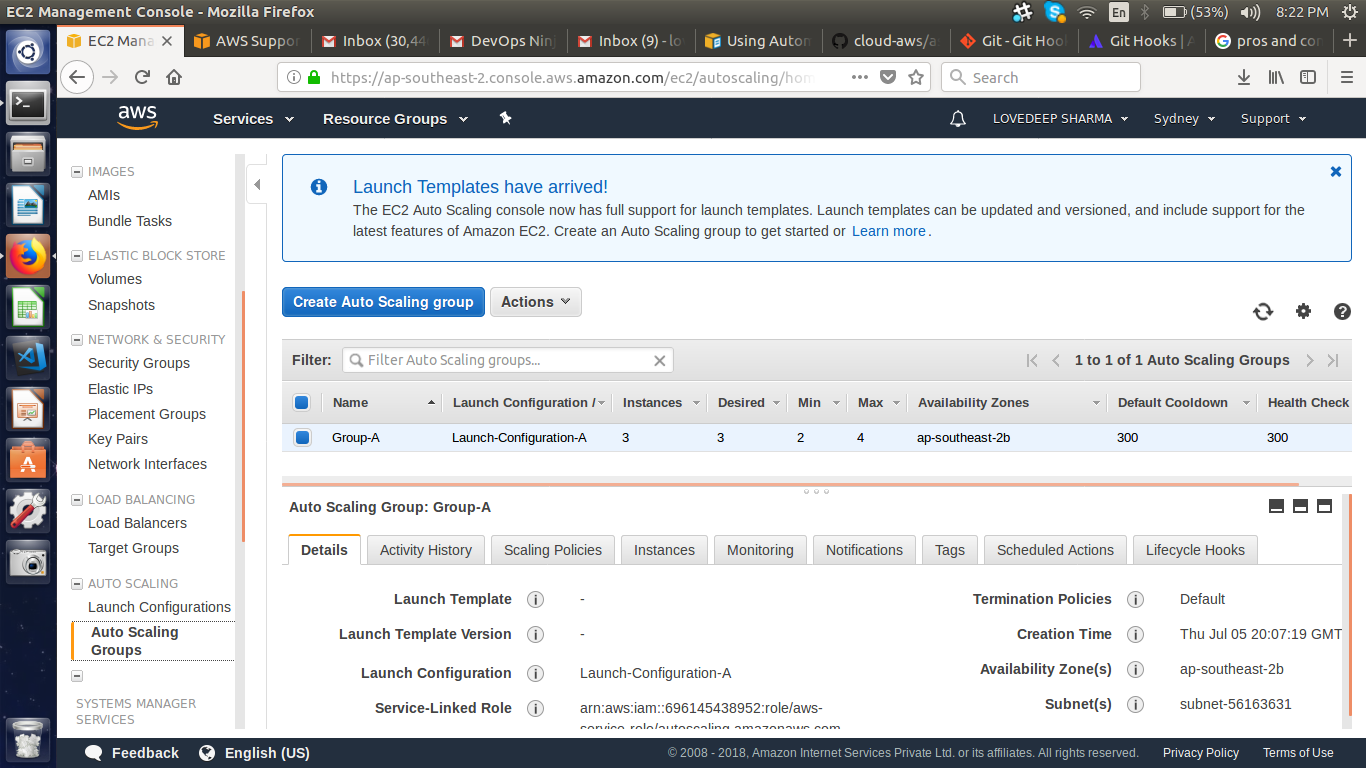 EC2 Management Console - Mozilla Firefox
En (53%) 8:22 PM
EC2 Mana AWS Suppor Inbox (30,44 DevOps Nin Inbox (9) - lo Using Autom cloud-aws/a Git - Git Hook Git Hooks | A pros and con
https://ap-southeast-2.console.aws.amazon.com/ec2/autoscaling/hom
Search
aws Services Resource Groups LOVEDEEP SHARMA Sydney Support
IMAGES
AMIs
Bundle Tasks
ELASTIC BLOCK STORE
Volumes
Snapshots
NETWORK & SECURITY
Security Groups
Elastic IPs
Placement Groups
Key Pairs
Network Interfaces
LOAD BALANCING
Load Balancers
Target Groups
AUTO SCALING
Launch Configurations
Auto Scaling
Groups
SYSTEMS MANAGER
SERVICES
Launch Templates have arrived!
The EC2 Auto Scaling console now has full support for launch templates. Launch templates can be updated and versioned, and include support for the
latest features of Amazon EC2. Create an Auto Scaling group to get started or Learn more.
Create Auto Scaling group Actions
Filter: Filter Auto Scaling groups... 1 to 1 of 1 Auto Scaling Groups
Name Launch Configuration / Instances Desired Min Max Availability Zones Default Cooldown Health Check
Group-A Launch-Configuration-A 3 3 2 4 ap-southeast-2b 300 300
Auto Scaling Group: Group-A
Details Activity History Scaling Policies Instances Monitoring Notifications Tags Scheduled Actions Lifecycle Hooks
Launch Template - Termination Policies Default
Launch Template Version - Creation Time Thu Jul 05 20:07:19 GMT
Launch Configuration Launch-Configuration-A Availability Zone(s) ap-southeast-2b
Service-Linked Role arn:aws:iam::696145438952:role/aws- Subnet(s) subnet-56163631
service-role/autoscaling.amazonaws.com
Feedback English (US) © 2008 - 2018, Amazon Internet Services Private Ltd. or its affiliates. All rights reserved. Privacy Policy Terms of Use